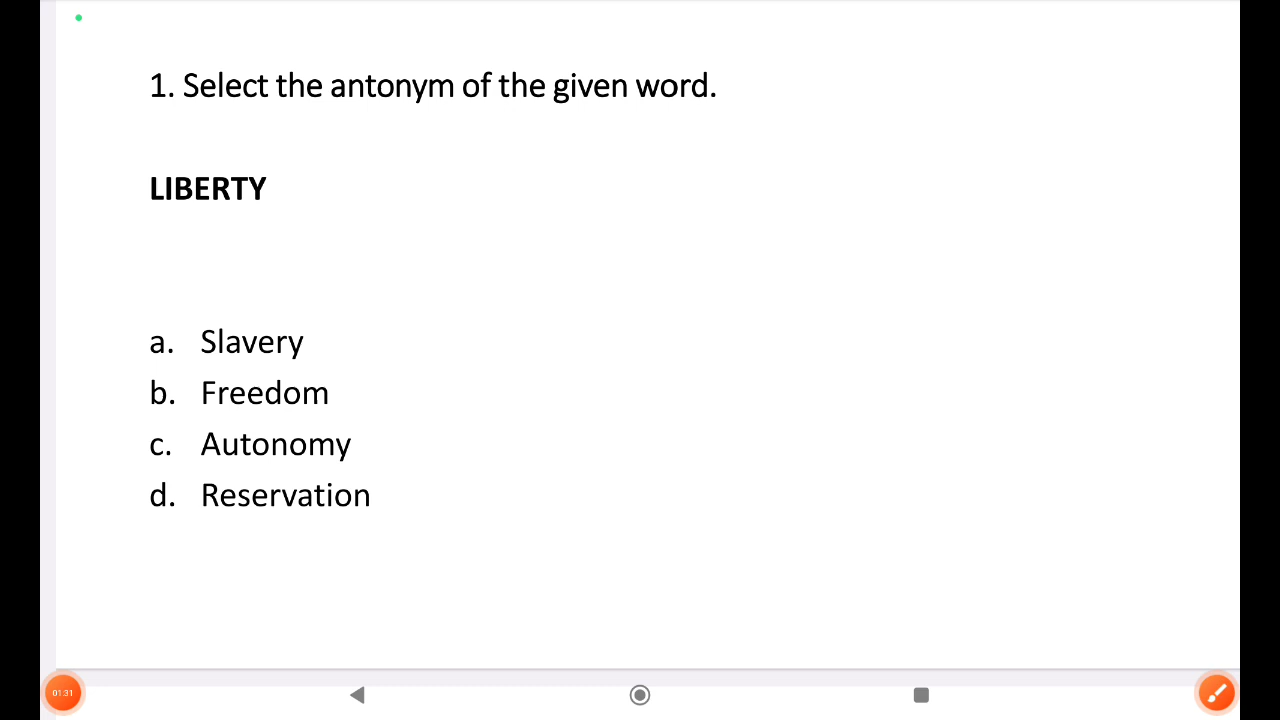 1. Select the antonym of the given word.
LIBERTY
a. Slavery
b. Freedom
c. Autonomy
d. Reservation
01:31